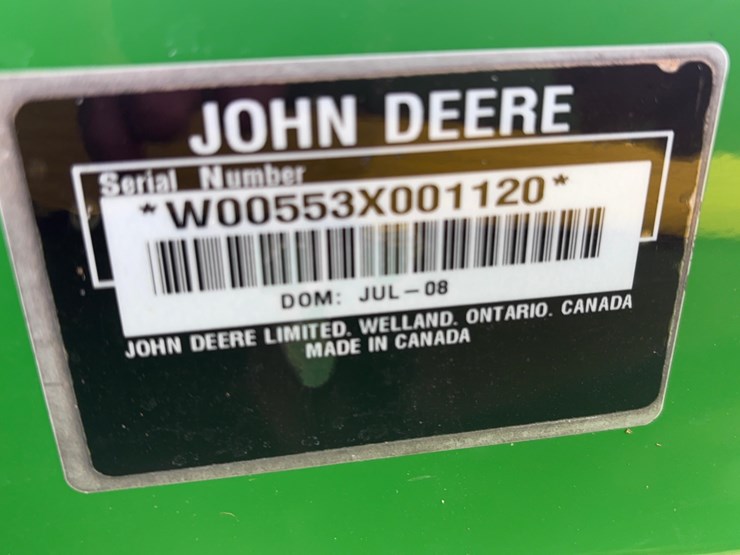 JOHN DEERE
Serial Number
*W00553X001120*
DOM: JUL-08
JOHN DEERE LIMITED. WELLAND. ONTARIO. CANADA
MADE IN CANADA